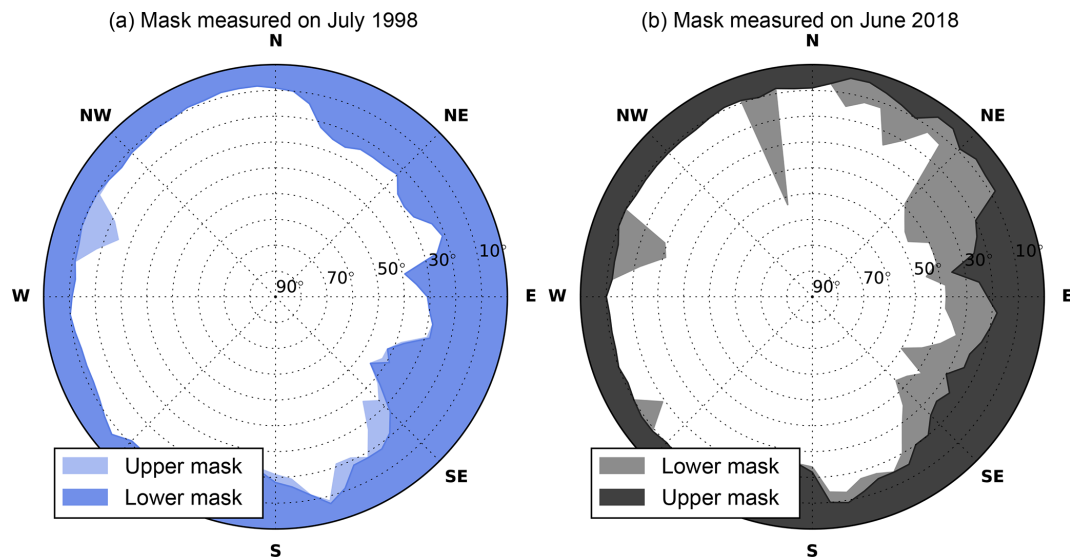 (a) Mask measured on July 1998
N
NW
NE
10°
30°
50°
70°
90°
W
E
SE
S
Upper mask
Lower mask
(b) Mask measured on June 2018
N
NW
NE
10°
30°
50°
70°
90°
W
E
SE
S
Lower mask
Upper mask